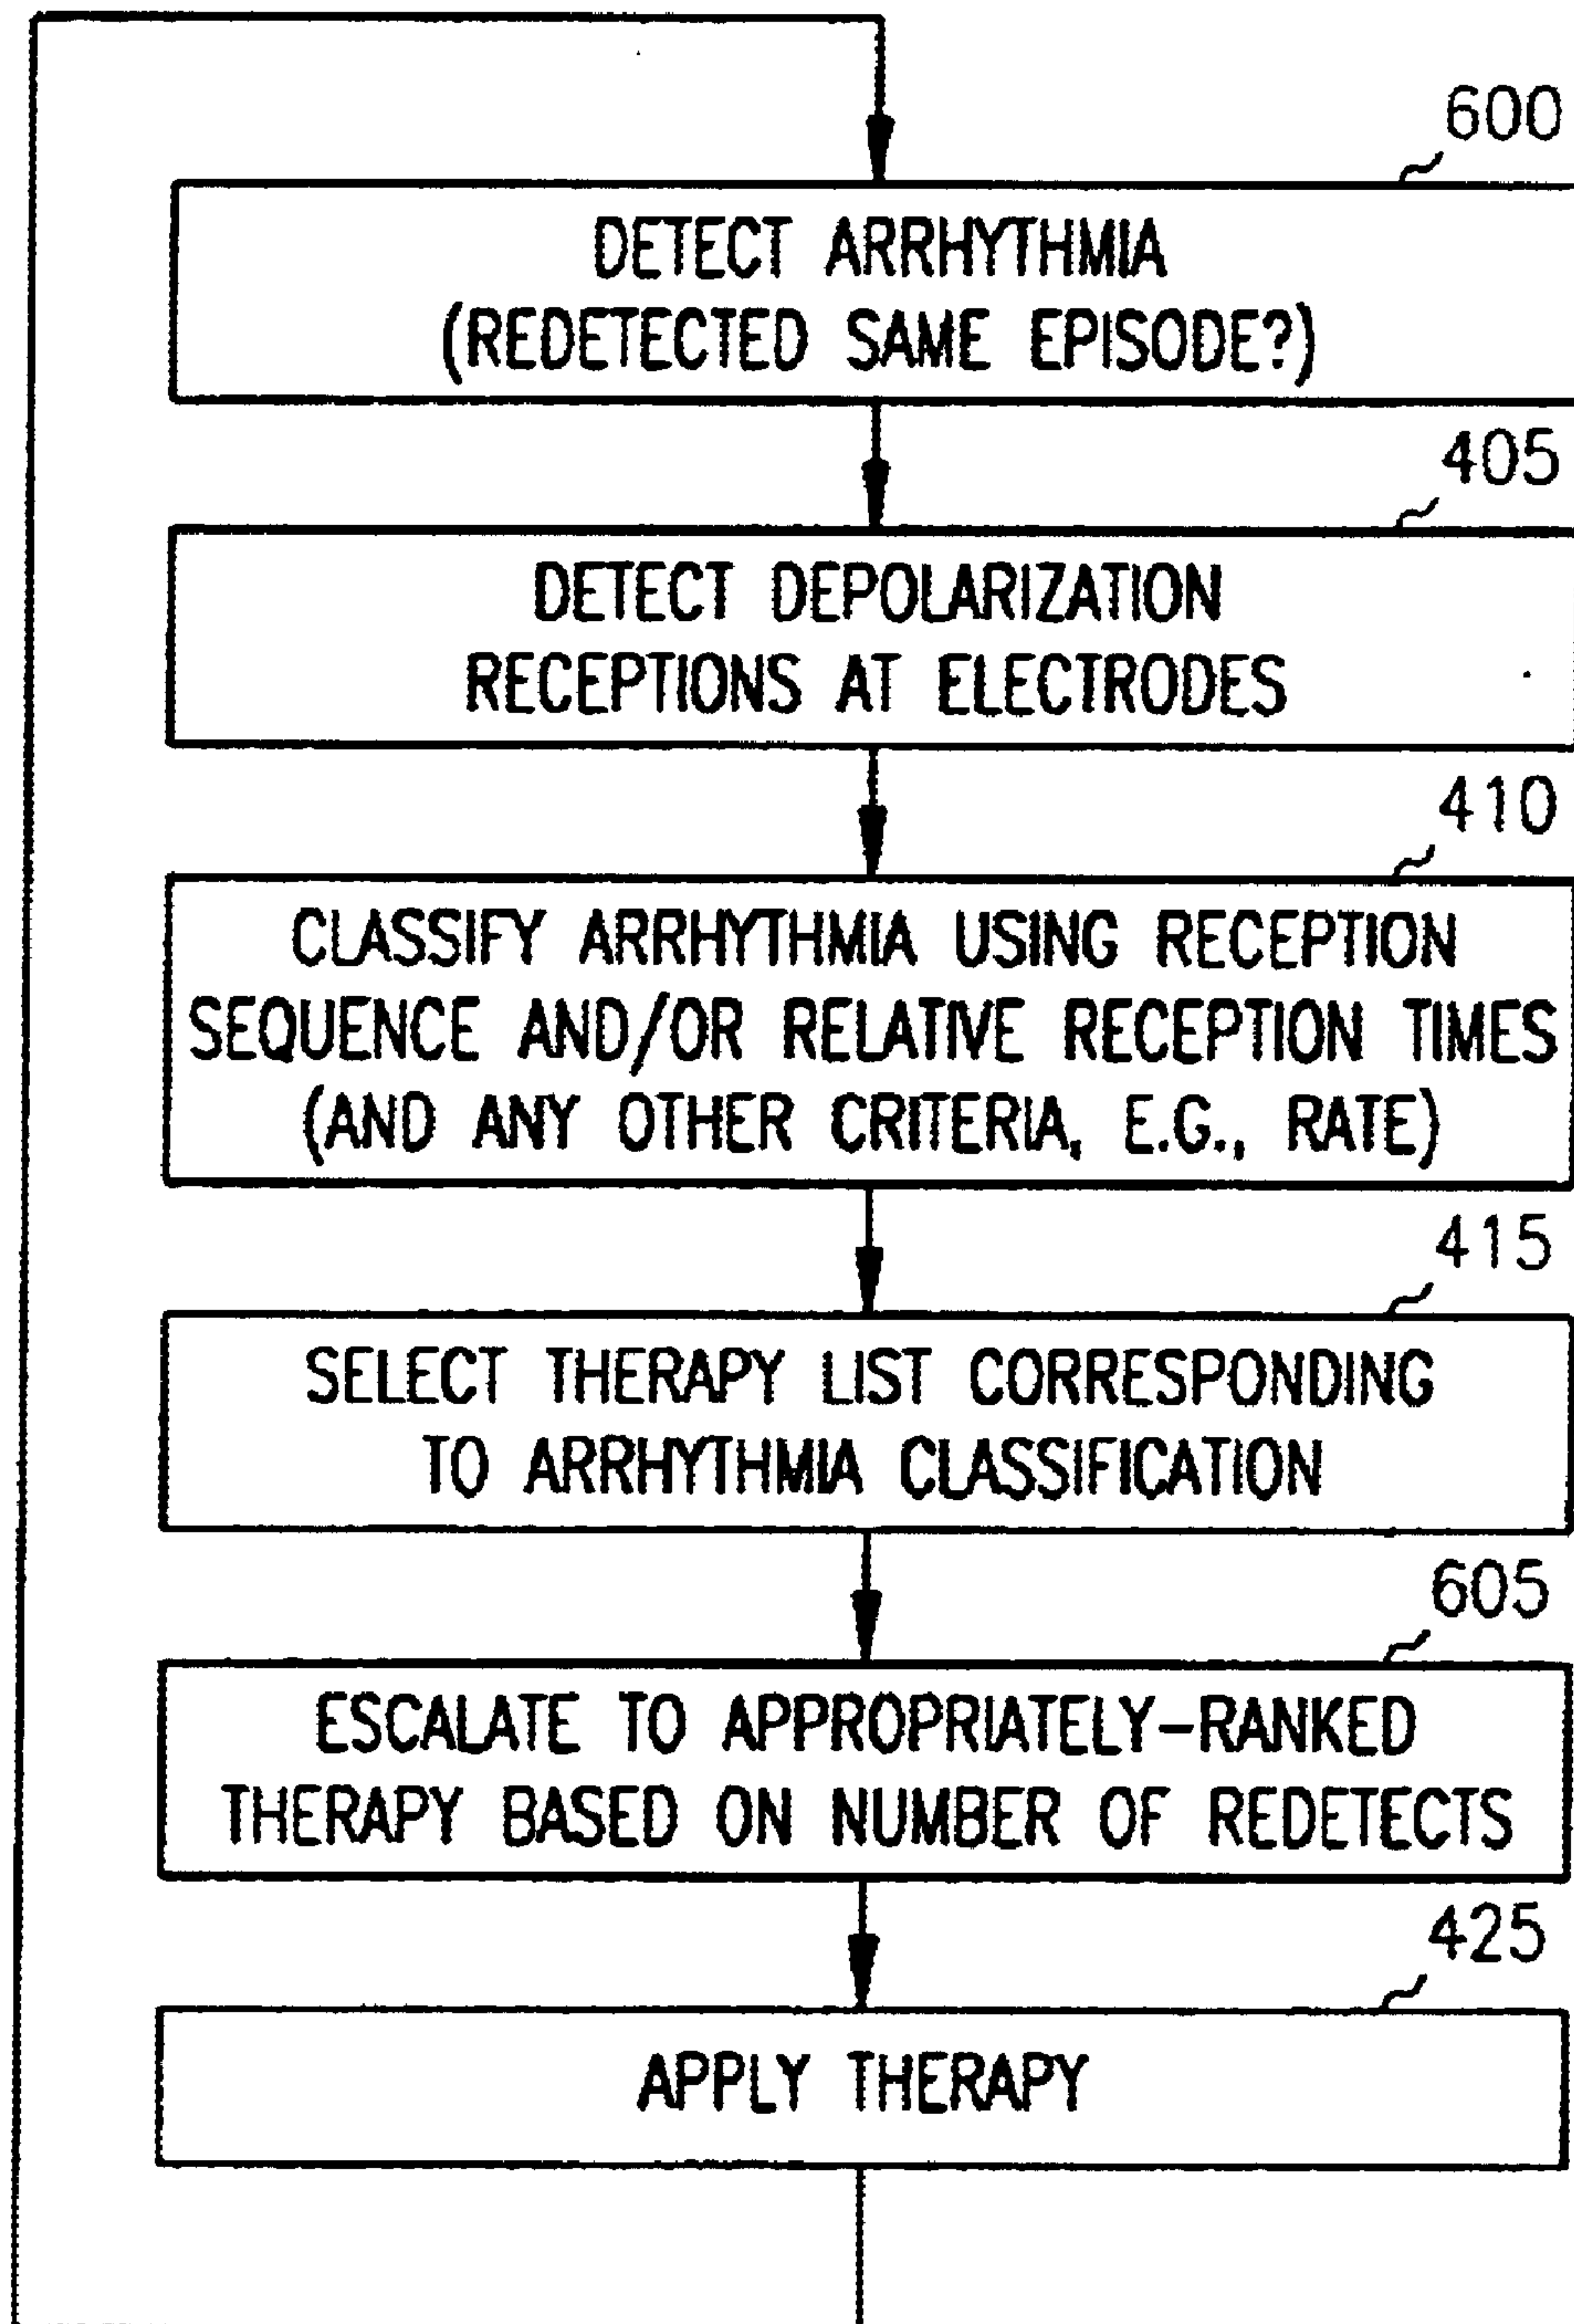 600
DETECT ARRHYTHMIA
(REDETECTED SAME EPISODE?)
405
DETECT DEPOLARIZATION
RECEPTIONS AT ELECTRODES
410
CLASSIFY ARRHYTHMIA USING RECEPTION
SEQUENCE AND/OR RELATIVE RECEPTION TIMES
(AND ANY OTHER CRITERIA, E.G., RATE)
415
SELECT THERAPY LIST CORRESPONDING
TO ARRHYTHMIA CLASSIFICATION
605
ESCALATE TO APPROPRIATELY-RANKED
THERAPY BASED ON NUMBER OF REDETECTS
425
APPLY THERAPY